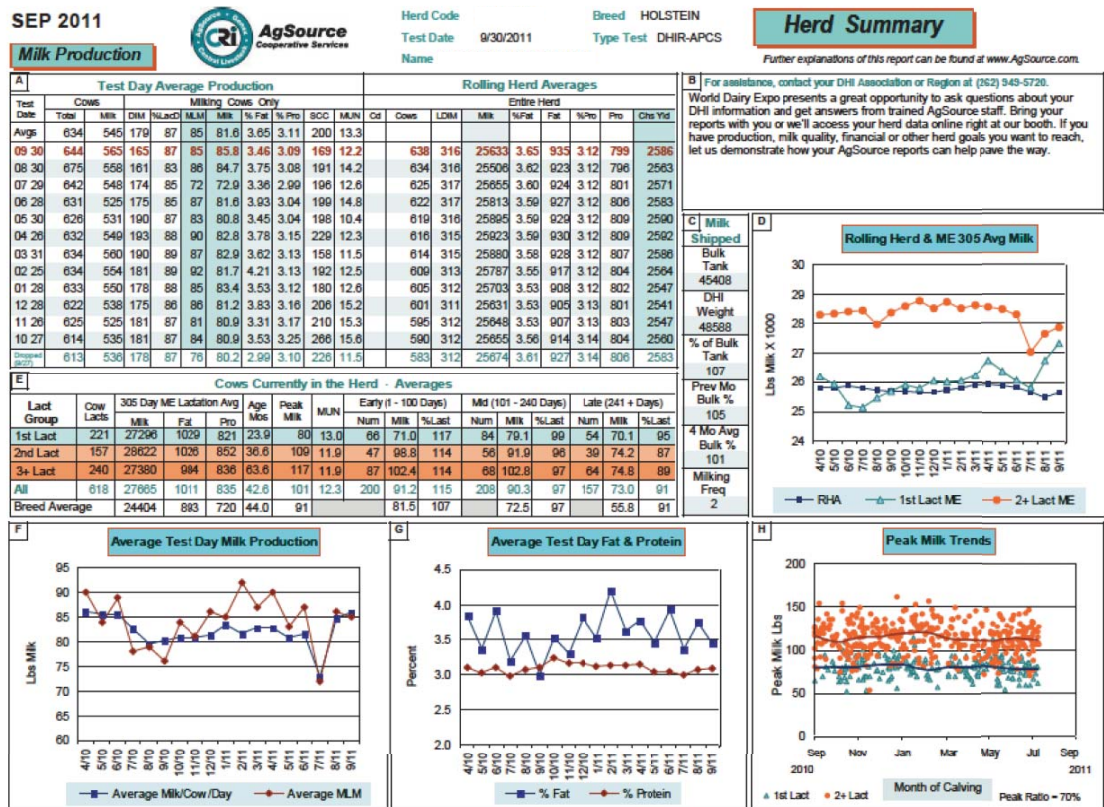 SEP 2011
Milk Production
AgSource · Genex · Central Livestock
CRi
AgSource
Cooperative Services
Herd Code
Test Date 9/30/2011
Name
Breed HOLSTEIN
Type Test DHIR-APCS
Herd Summary
Further explanations of this report can be found at www.AgSource.com.
A
Test Day Average Production Rolling Herd Averages
Test Date Cows Milking Cows Only Entire Herd
Total Milk DIM %LacD MLM Milk % Fat % Pro SCC MUN Cd Cows LDIM Milk %Fat Fat %Pro Pro Chs Yld
Avgs 634 545 179 87 85 81.6 3.65 3.11 200 13.3
09 30 644 565 165 87 85 85.8 3.46 3.09 169 12.2 638 316 25633 3.65 935 3.12 799 2586
08 30 675 558 161 83 86 84.7 3.75 3.08 191 14.2 634 316 25506 3.62 923 3.12 796 2563
07 29 642 548 174 85 72 72.9 3.36 2.99 196 12.6 625 317 25655 3.60 924 3.12 801 2571
06 28 631 525 175 85 87 81.6 3.93 3.04 199 14.8 622 317 25813 3.59 927 3.12 806 2583
05 30 626 531 190 87 83 80.8 3.45 3.04 198 10.4 619 316 25895 3.59 929 3.12 809 2590
04 26 632 549 193 88 90 82.8 3.78 3.15 229 12.3 616 315 25923 3.59 930 3.12 809 2592
03 31 634 560 190 89 87 82.9 3.62 3.13 158 11.5 614 315 25880 3.58 928 3.12 807 2586
02 25 634 554 181 89 92 81.7 4.21 3.13 192 12.5 609 313 25787 3.55 917 3.12 804 2564
01 28 633 550 178 88 85 83.4 3.53 3.12 180 12.6 605 312 25703 3.53 908 3.12 802 2547
12 28 622 538 175 86 86 81.2 3.83 3.16 206 15.2 601 311 25631 3.53 905 3.13 801 2541
11 26 625 525 181 87 81 80.9 3.31 3.17 210 15.3 595 312 25648 3.53 907 3.13 803 2547
10 27 614 535 181 87 84 80.9 3.53 3.25 266 15.6 590 312 25655 3.56 914 3.14 804 2560
Dropped (9/27) 613 536 178 87 76 80.2 2.99 3.10 226 11.5 583 312 25674 3.61 927 3.14 806 2583
B For assistance, contact your DHI Association or Region at (262) 949-5720.
World Dairy Expo presents a great opportunity to ask questions about your
DHI information and get answers from trained AgSource staff. Bring your
reports with you or we'll access your herd data online right at our booth. If you
have production, milk quality, financial or other herd goals you want to reach,
let us demonstrate how your AgSource reports can help pave the way.
C Milk
Shipped
Bulk
Tank
45408
DHI
Weight
48588
% of Bulk
Tank
107
Prev Mo
Bulk %
105
4 Mo Avg
Bulk %
101
Milking
Freq
2
D
Rolling Herd & ME 305 Avg Milk
Lbs Milk X 1000
30
29
28
27
26
25
24
4/10 5/10 6/10 7/10 8/10 9/10 10/10 11/10 12/10 1/11 2/11 3/11 4/11 5/11 6/11 7/11 8/11 9/11
RHA 1st Lact ME 2+ Lact ME
E
Cows Currently in the Herd - Averages
Lact Group Cow Lacts 305 Day ME Lactation Avg Age Mos Peak Milk MUN Early (1 - 100 Days) Mid (101 - 240 Days) Late (241 + Days)
Milk Fat Pro Num Milk %Last Num Milk %Last Num Milk %Last
1st Lact 221 27296 1029 821 23.9 80 13.0 66 71.0 117 84 79.1 99 54 70.1 95
2nd Lact 157 28622 1026 852 36.6 109 11.9 47 98.8 114 56 91.9 96 39 74.2 87
3+ Lact 240 27380 984 836 63.6 117 11.9 87 102.4 114 68 102.8 97 64 74.8 89
All 618 27665 1011 835 42.6 101 12.3 200 91.2 115 208 90.3 97 157 73.0 91
Breed Average 24404 893 720 44.0 91 81.5 107 72.5 97 55.8 91
F
Average Test Day Milk Production
Lbs Milk
95
90
85
80
75
70
65
60
4/10 5/10 6/10 7/10 8/10 9/10 10/10 11/10 12/10 1/11 2/11 3/11 4/11 5/11 6/11 7/11 8/11 9/11
Average Milk/Cow/Day Average MLM
G
Average Test Day Fat & Protein
Percent
4.5
4.0
3.5
3.0
2.5
2.0
4/10 5/10 6/10 7/10 8/10 9/10 10/10 11/10 12/10 1/11 2/11 3/11 4/11 5/11 6/11 7/11 8/11 9/11
% Fat % Protein
H
Peak Milk Trends
Peak Milk Lbs
200
150
100
50
0
Sep Nov Jan Mar May Jul Sep
2010 2011
Month of Calving
1st Lact 2+ Lact
Peak Ratio = 70%